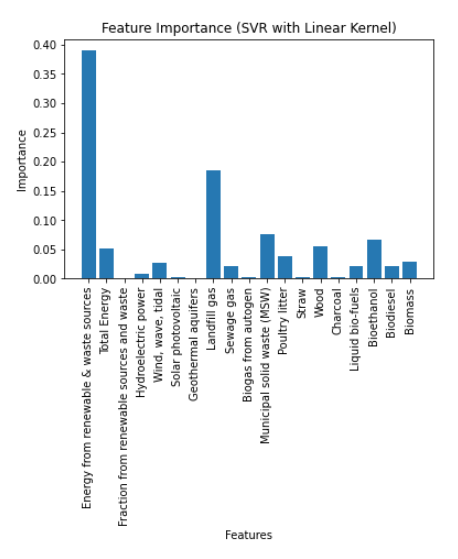 Feature Importance (SVR with Linear Kernel)
0.40
0.35
0.30
0.25
0.20
0.15
0.10
0.05
0.00
Importance
Energy from renewable & waste sources
Total Energy
Fraction from renewable sources and waste
Hydroelectric power
Wind, wave, tidal
Solar photovoltaic
Geothermal aquifers
Landfill gas
Sewage gas
Biogas from autogen
Municipal solid waste (MSW)
Poultry litter
Straw
Wood
Charcoal
Liquid bio-fuels
Bioethanol
Biodiesel
Biomass
Features